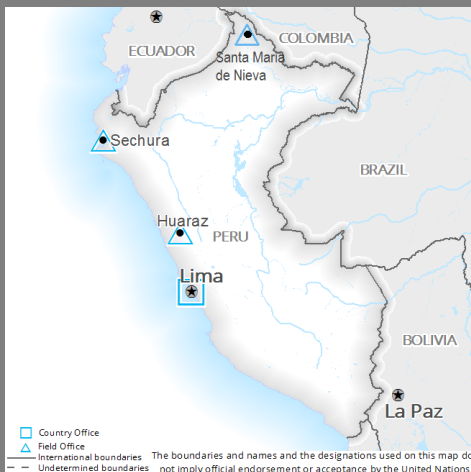 ECUADOR
COLOMBIA
Santa Maria
de Nieva
Sechura
BRAZIL
Huaraz
PERU
Lima
BOLIVIA
La Paz
Country Office
Field Office
International boundaries
Undetermined boundaries
The boundaries and names and the designations used on this map do
not imply official endorsement or acceptance by the United Nations